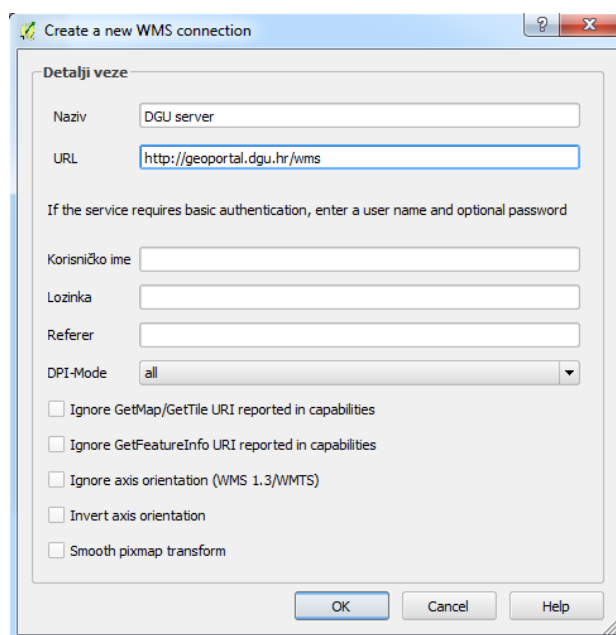 Create a new WMS connection
Detalji veze
Naziv DGU server
URL http://geoportal.dgu.hr/wms
If the service requires basic authentication, enter a user name and optional password
Korisničko ime
Lozinka
Referer
DPI-Mode all
Ignore GetMap/GetTile URI reported in capabilities
Ignore GetFeatureInfo URI reported in capabilities
Ignore axis orientation (WMS 1.3/WMTS)
Invert axis orientation
Smooth pixmap transform
OK Cancel Help